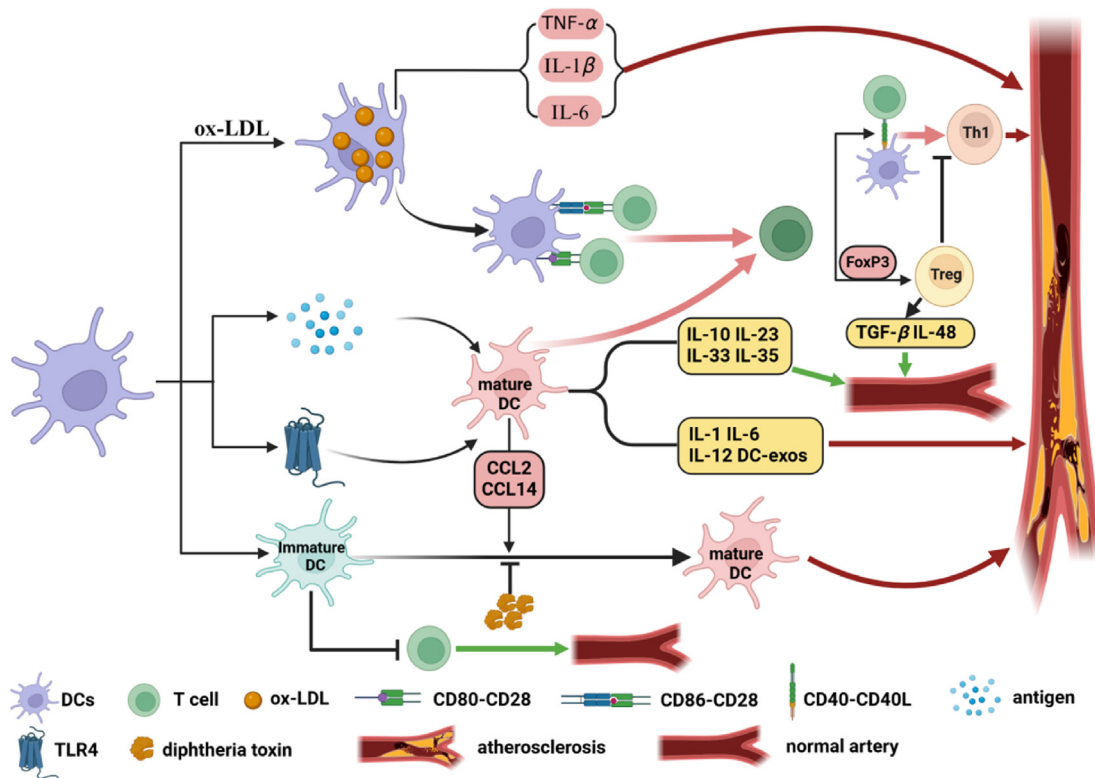 TNF-α
IL-1β
IL-6
ox-LDL
Th1
FoxP3
Treg
TGF-β IL-48
IL-10 IL-23
IL-33 IL-35
mature
DC
IL-1 IL-6
IL-12 DC-exos
CCL2
CCL14
Immature
DC
mature
DC
DCs
T cell
ox-LDL
CD80-CD28
CD86-CD28
CD40-CD40L
antigen
TLR4
diphtheria toxin
atherosclerosis
normal artery